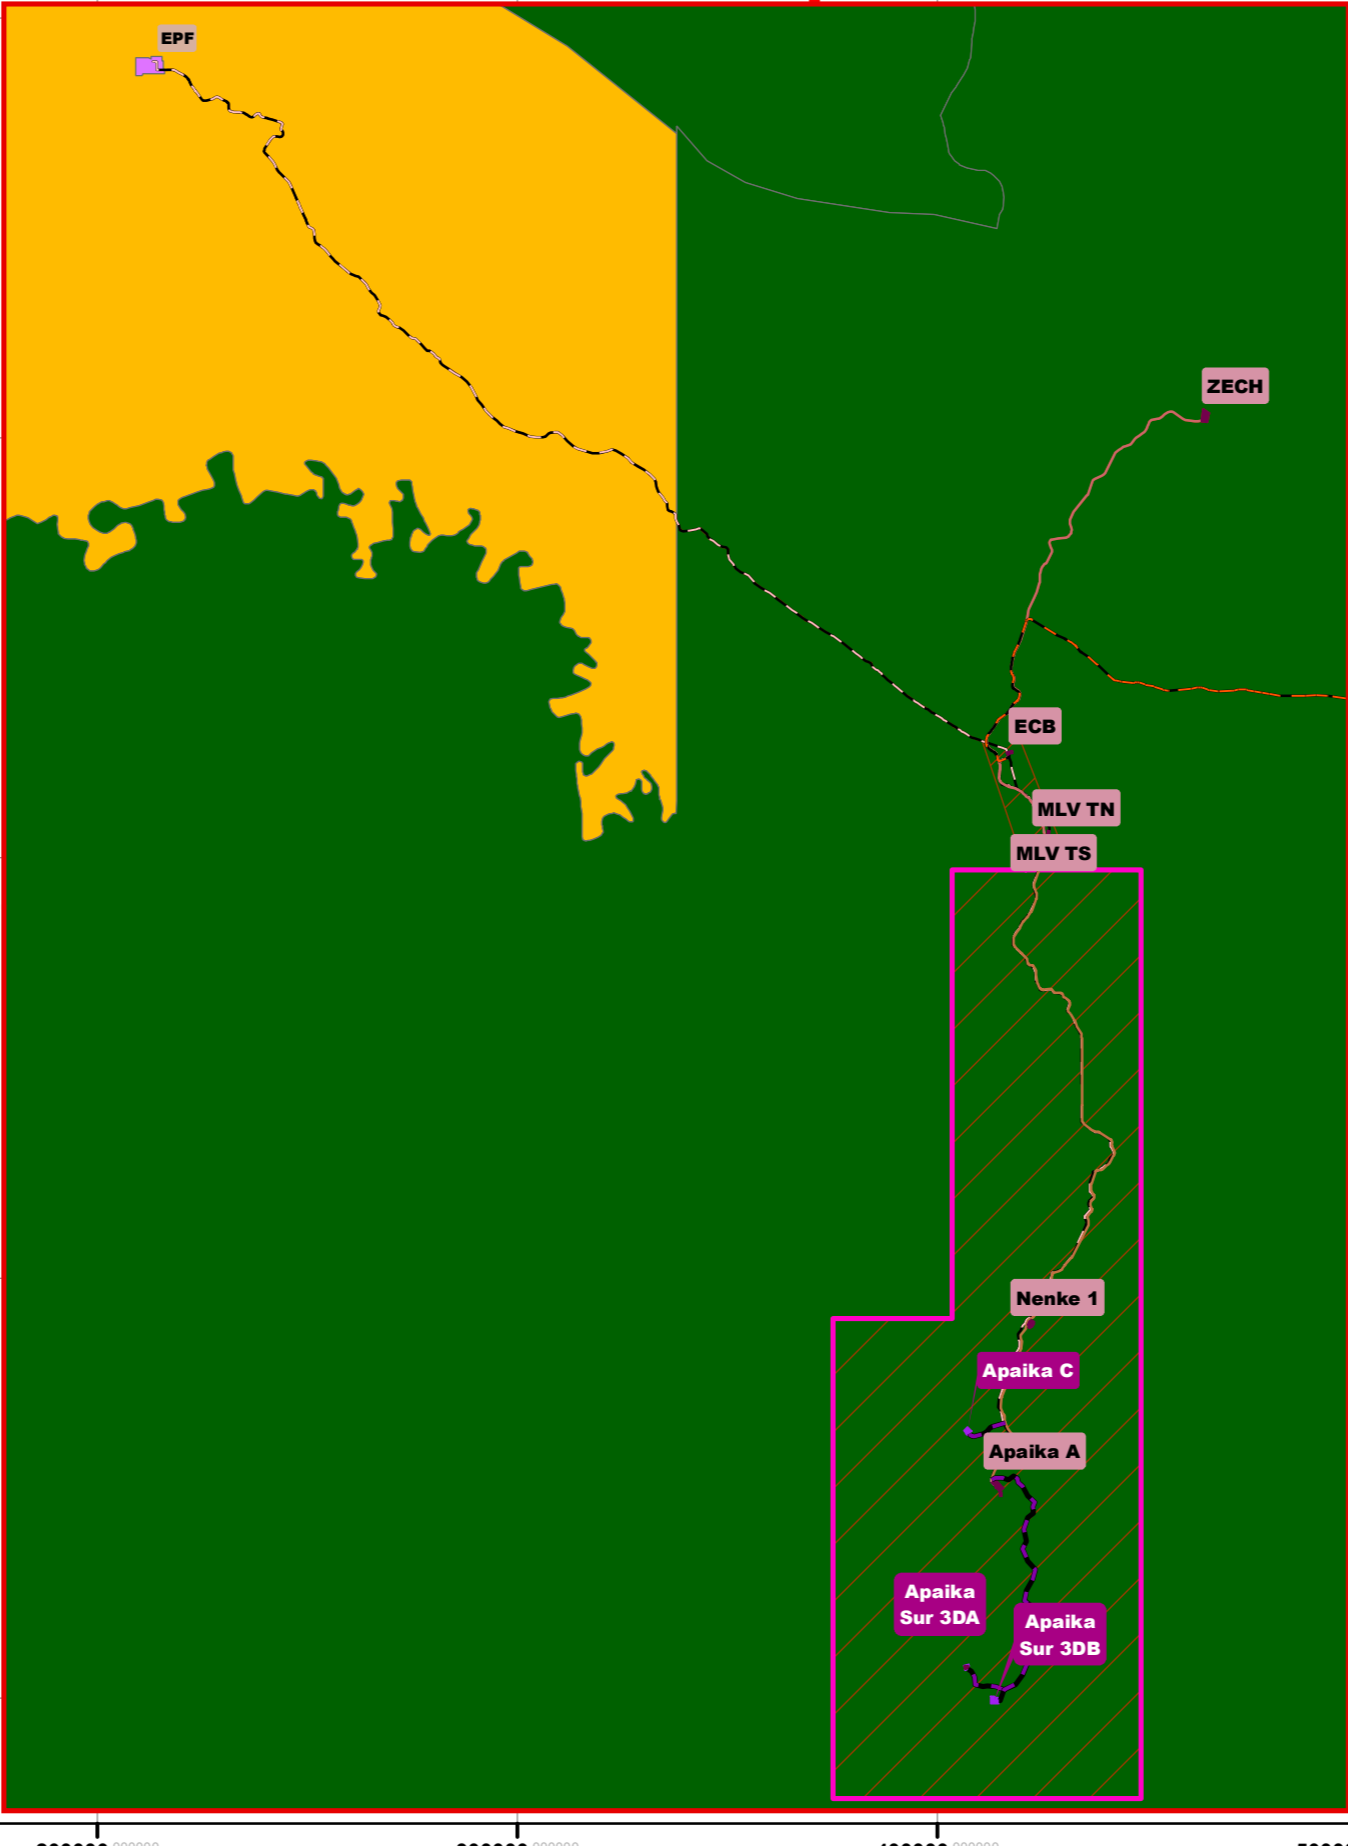 EPF
ZECH
ECB
MLV TN
MLV TS
Nenke 1
Apaika C
Apaika A
Apaika
Sur 3DA
Apaika
Sur 3DB